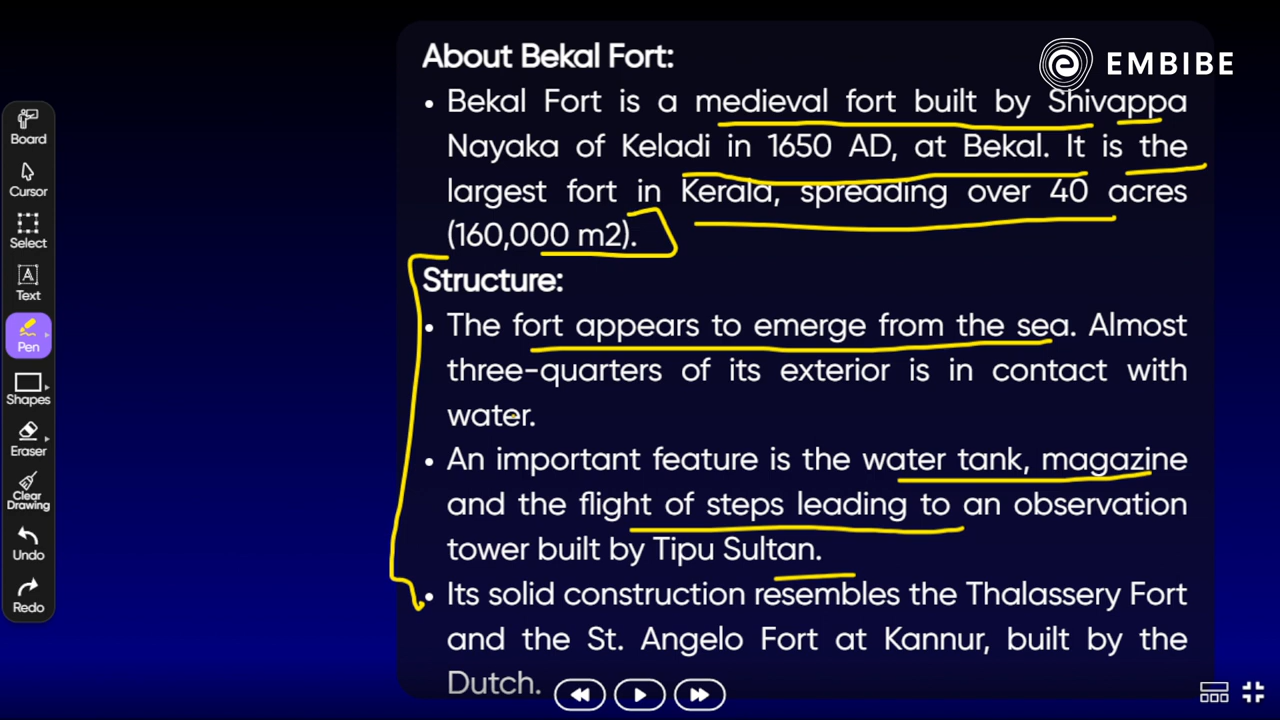 About Bekal Fort:
EMBIBE
• Bekal Fort is a medieval fort built by Shivappa
Nayaka of Keladi in 1650 AD, at Bekal. It is the
largest fort in Kerala, spreading over 40 acres
(160,000 m2).
Structure:
• The fort appears to emerge from the sea. Almost
three-quarters of its exterior is in contact with
water.
• An important feature is the water tank, magazine
and the flight of steps leading to an observation
tower built by Tipu Sultan.
• Its solid construction resembles the Thalassery Fort
and the St. Angelo Fort at Kannur, built by the
Dutch.
Board
Cursor
Select
Text
Pen
Shapes
Eraser
Clear
Drawing
Undo
Redo